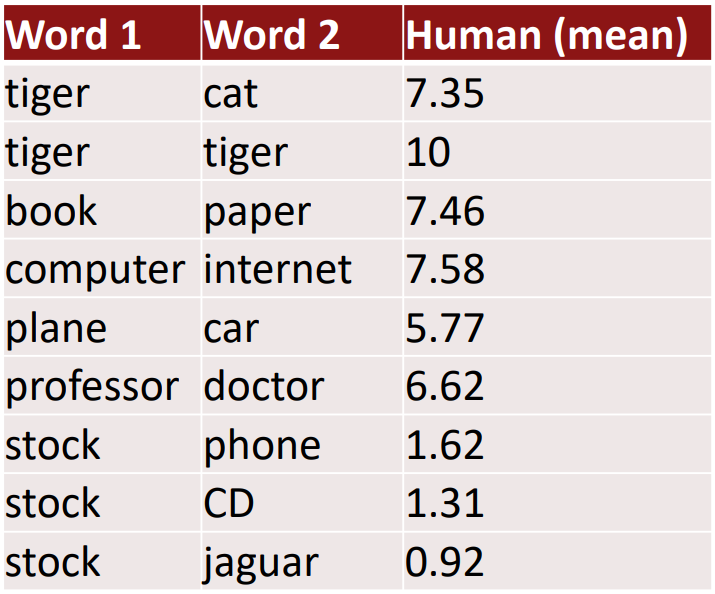 Word 1 Word 2 Human (mean)
tiger cat 7.35
tiger tiger 10
book paper 7.46
computer internet 7.58
plane car 5.77
professor doctor 6.62
stock phone 1.62
stock CD 1.31
stock jaguar 0.92